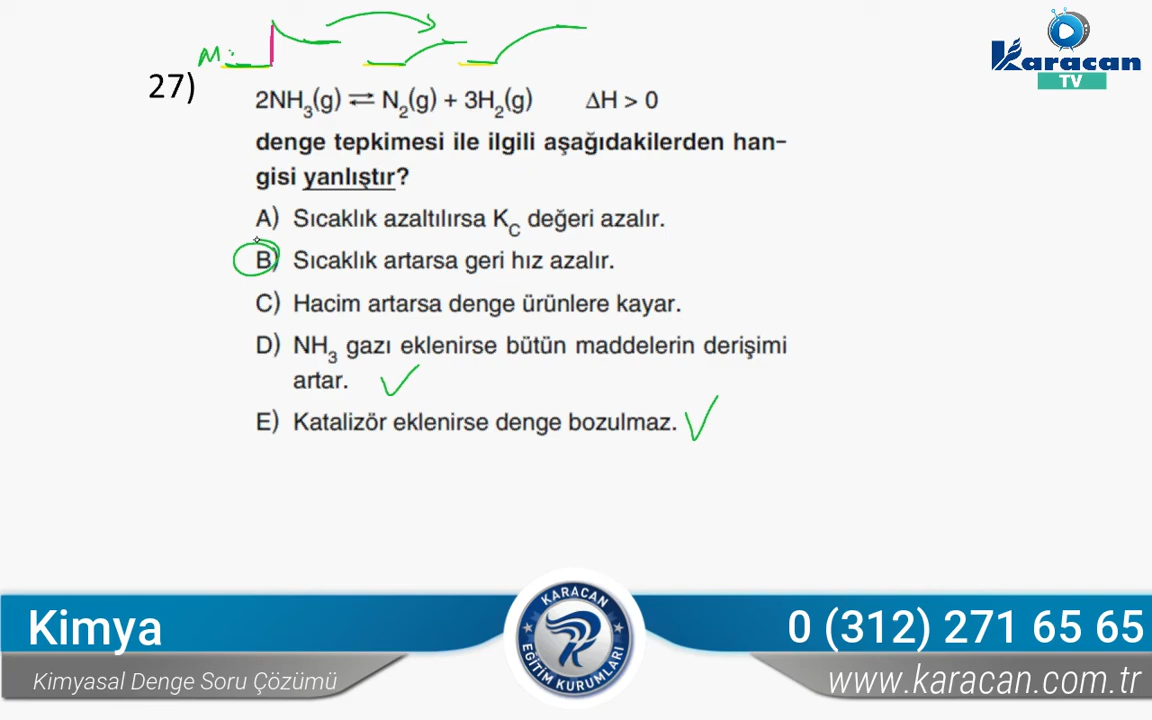 M:
Karacan
TV
27)
2NH₃(g) ⇌ N₂(g) + 3H₂(g) ΔH > 0
denge tepkimesi ile ilgili aşağıdakilerden han-
gisi yanlıştır?
A) Sıcaklık azaltılırsa K_C değeri azalır.
B) Sıcaklık artarsa geri hız azalır.
C) Hacim artarsa denge ürünlere kayar.
D) NH₃ gazı eklenirse bütün maddelerin derişimi
artar.
E) Katalizör eklenirse denge bozulmaz.
Kimya
KARACAN
EĞİTİM KURUMLARI
0 (312) 271 65 65
Kimyasal Denge Soru Çözümü
www.karacan.com.tr